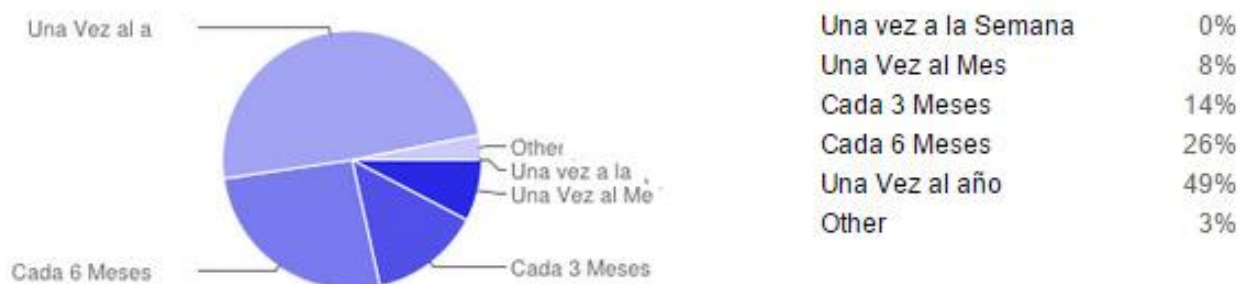 Una Vez al a
Other
Una vez a la
Una Vez al Me
Cada 3 Meses
Cada 6 Meses
Una vez a la Semana 0%
Una Vez al Mes 8%
Cada 3 Meses 14%
Cada 6 Meses 26%
Una Vez al año 49%
Other 3%